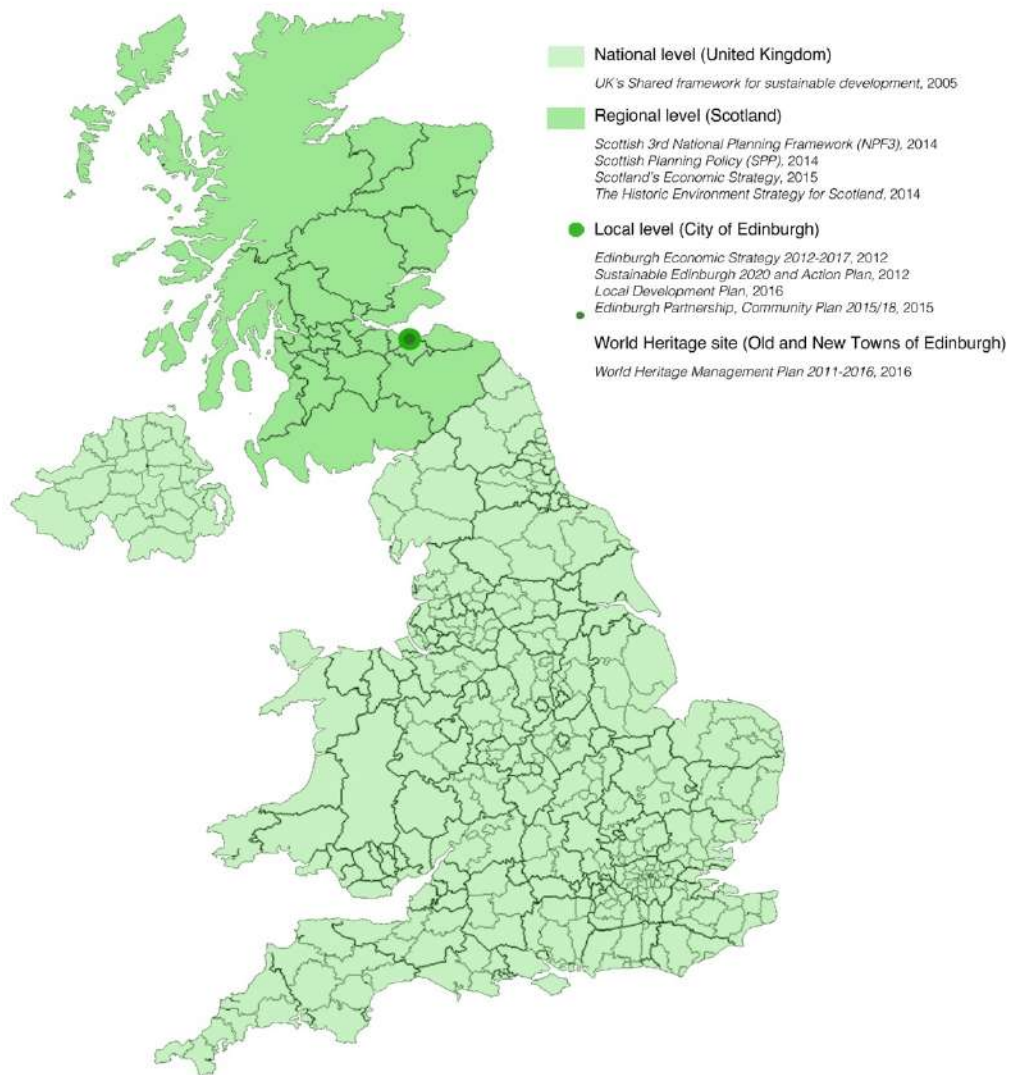 National level (United Kingdom)
UK's Shared framework for sustainable development, 2005
Regional level (Scotland)
Scottish 3rd National Planning Framework (NPF3), 2014
Scottish Planning Policy (SPP), 2014
Scotland's Economic Strategy, 2015
The Historic Environment Strategy for Scotland, 2014
Local level (City of Edinburgh)
Edinburgh Economic Strategy 2012-2017, 2012
Sustainable Edinburgh 2020 and Action Plan, 2012
Local Development Plan, 2016
Edinburgh Partnership, Community Plan 2015/18, 2015
World Heritage site (Old and New Towns of Edinburgh)
World Heritage Management Plan 2011-2016, 2016